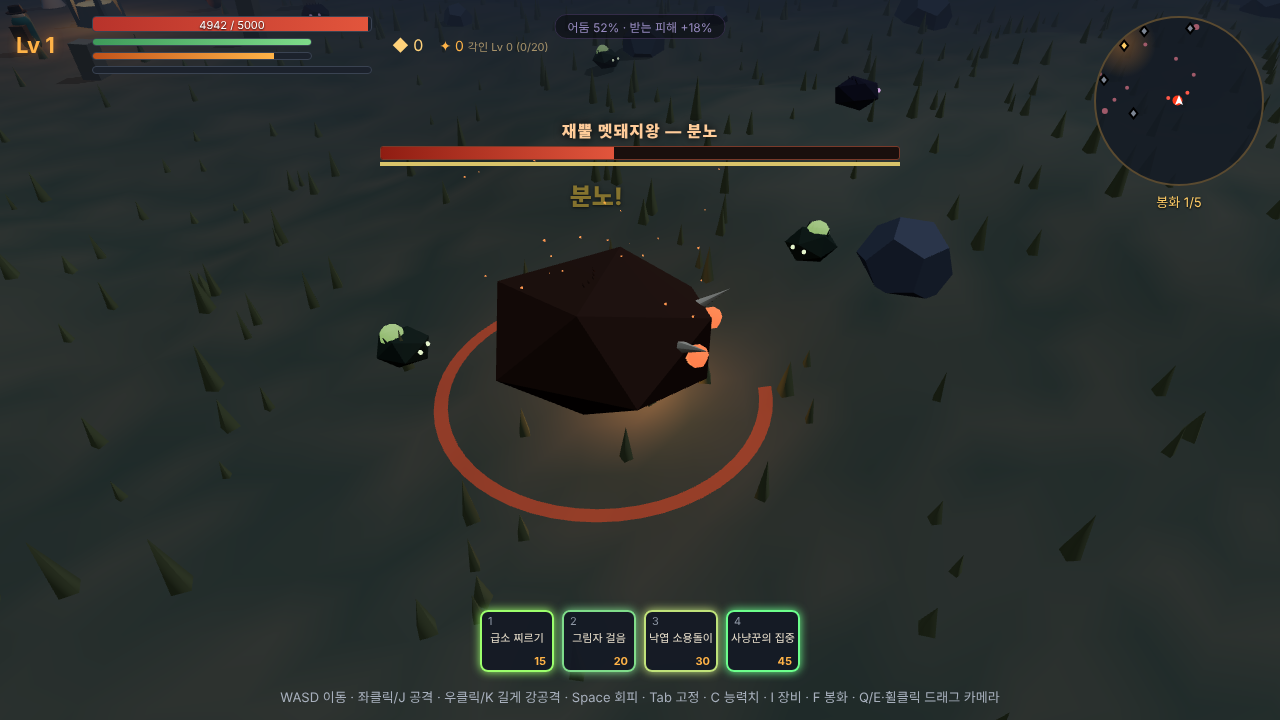 4942 / 5000
Lv 1
0
0 각인 Lv 0 (0/20)
어둠 52% · 받는 피해 +18%
재뿔 멧돼지왕 — 분노
분노!
봉화 1/5
1
급소 찌르기
15
2
그림자 걸음
20
3
낙엽 소용돌이
30
4
사냥꾼의 집중
45
WASD 이동 · 좌클릭/J 공격 · 우클릭/K 길게 강공격 · Space 회피 · Tab 고정 · C 능력치 · I 장비 · F 봉화 · Q/E·휠클릭 드래그 카메라